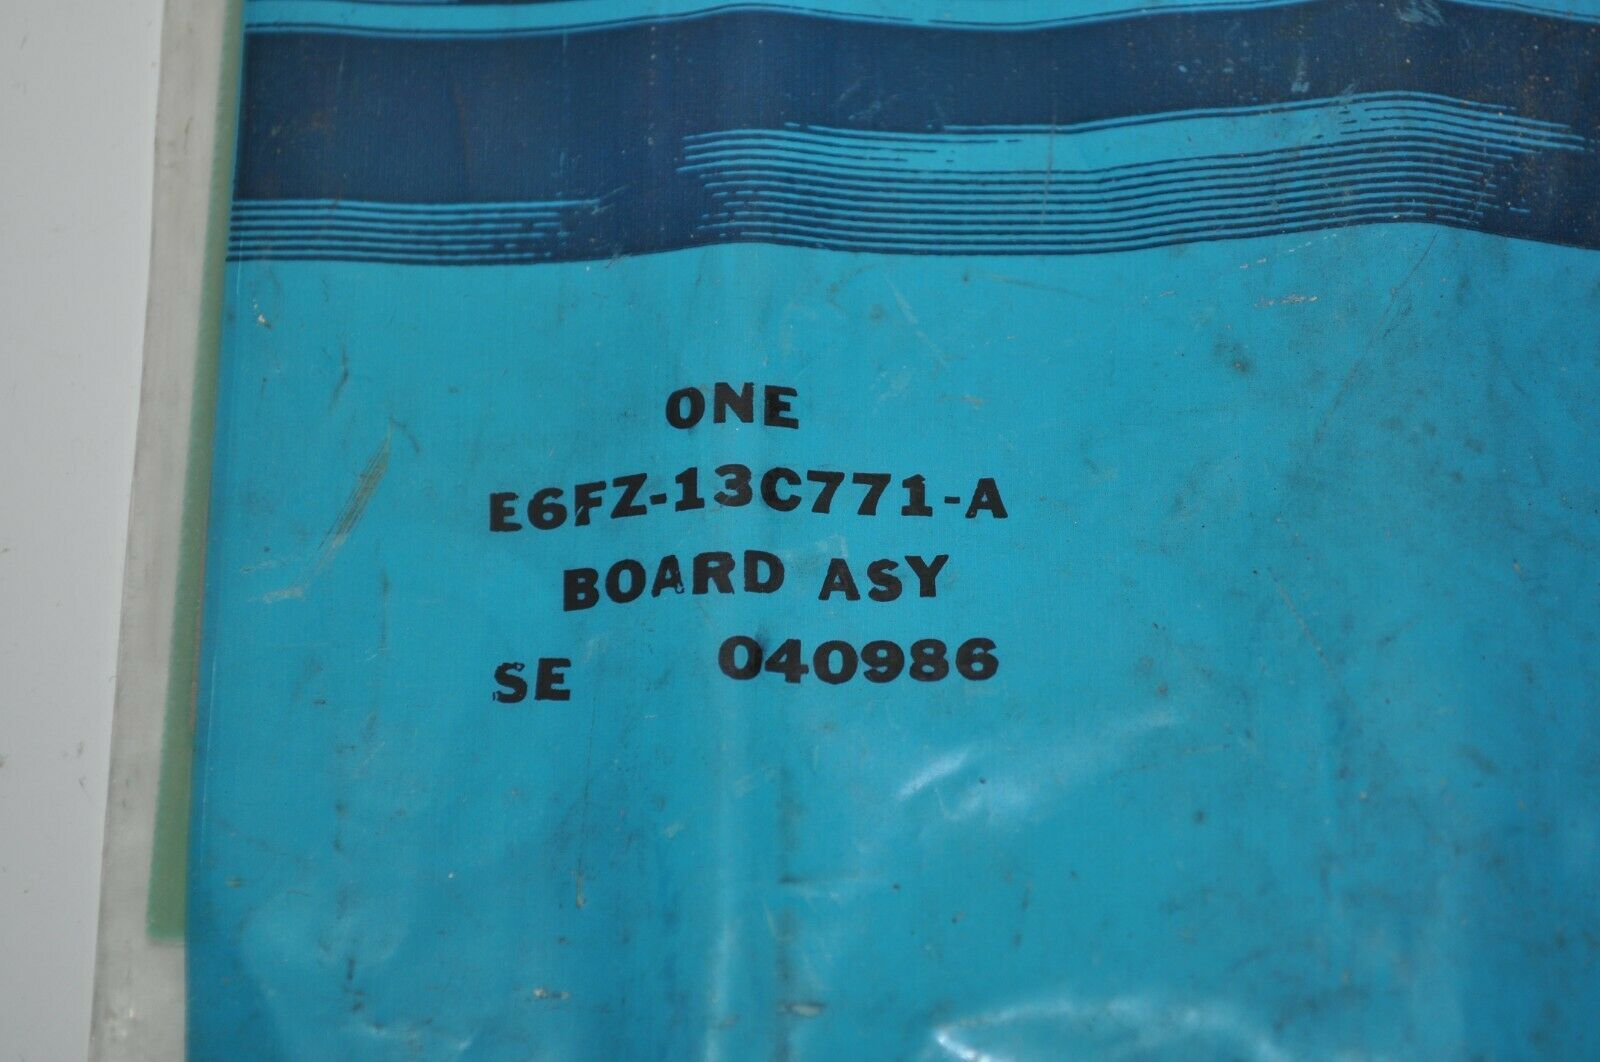 ONE
E6FZ-13C771-A
BOARD ASY
SE 040986